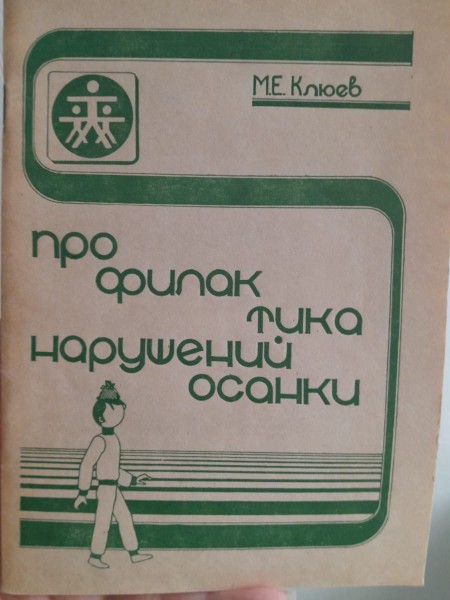 М.Е. Клюев
про
филак
тика
нарушений
осанки